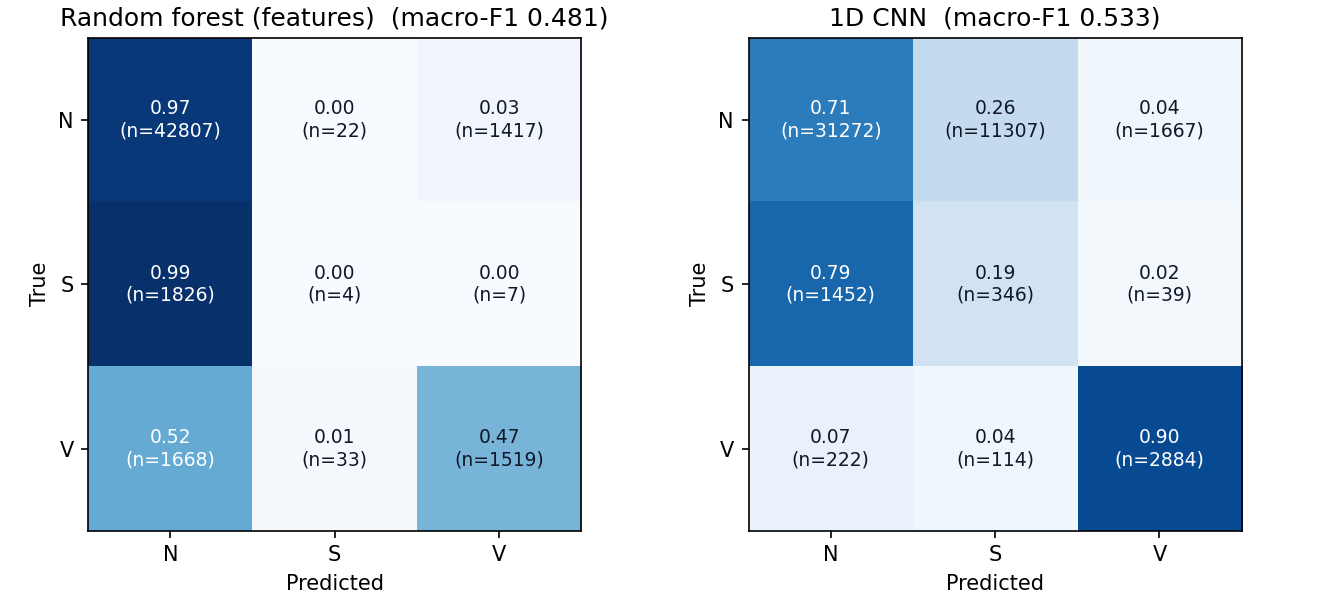 Random forest (features)  (macro-F1 0.481)
True
N
0.97
(n=42807)
0.00
(n=22)
0.03
(n=1417)
S
0.99
(n=1826)
0.00
(n=4)
0.00
(n=7)
V
0.52
(n=1668)
0.01
(n=33)
0.47
(n=1519)
N
S
V
Predicted
1D CNN  (macro-F1 0.533)
True
N
0.71
(n=31272)
0.26
(n=11307)
0.04
(n=1667)
S
0.79
(n=1452)
0.19
(n=346)
0.02
(n=39)
V
0.07
(n=222)
0.04
(n=114)
0.90
(n=2884)
N
S
V
Predicted